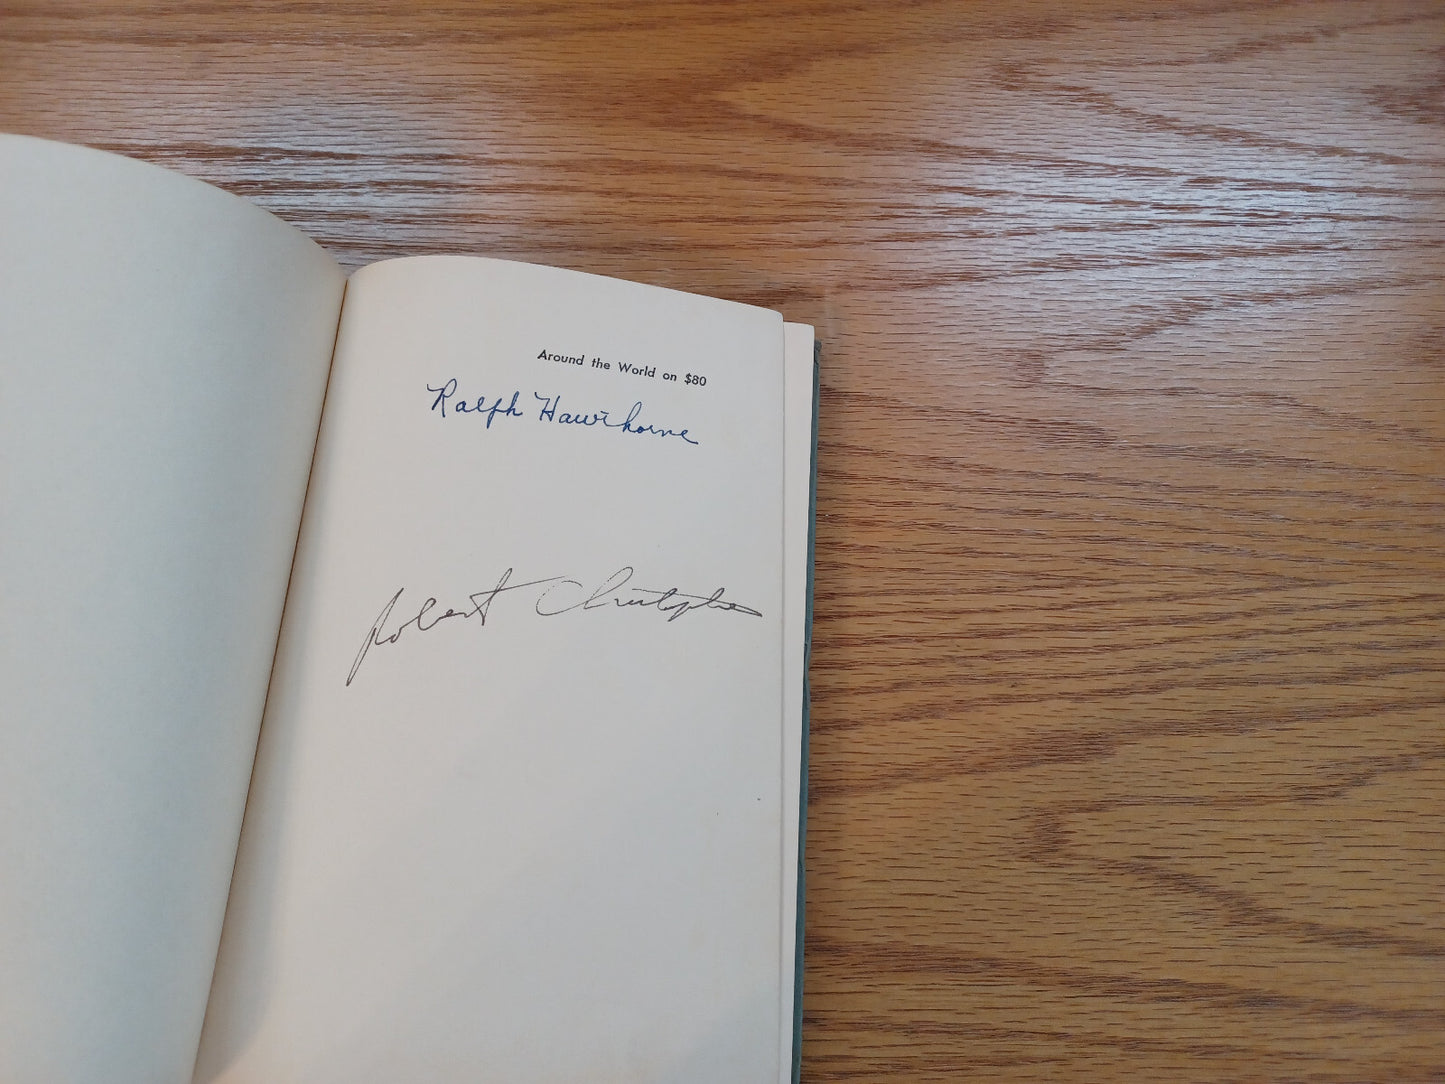 Around the World on $80
Ralph Hawthorne
Robert Christopher